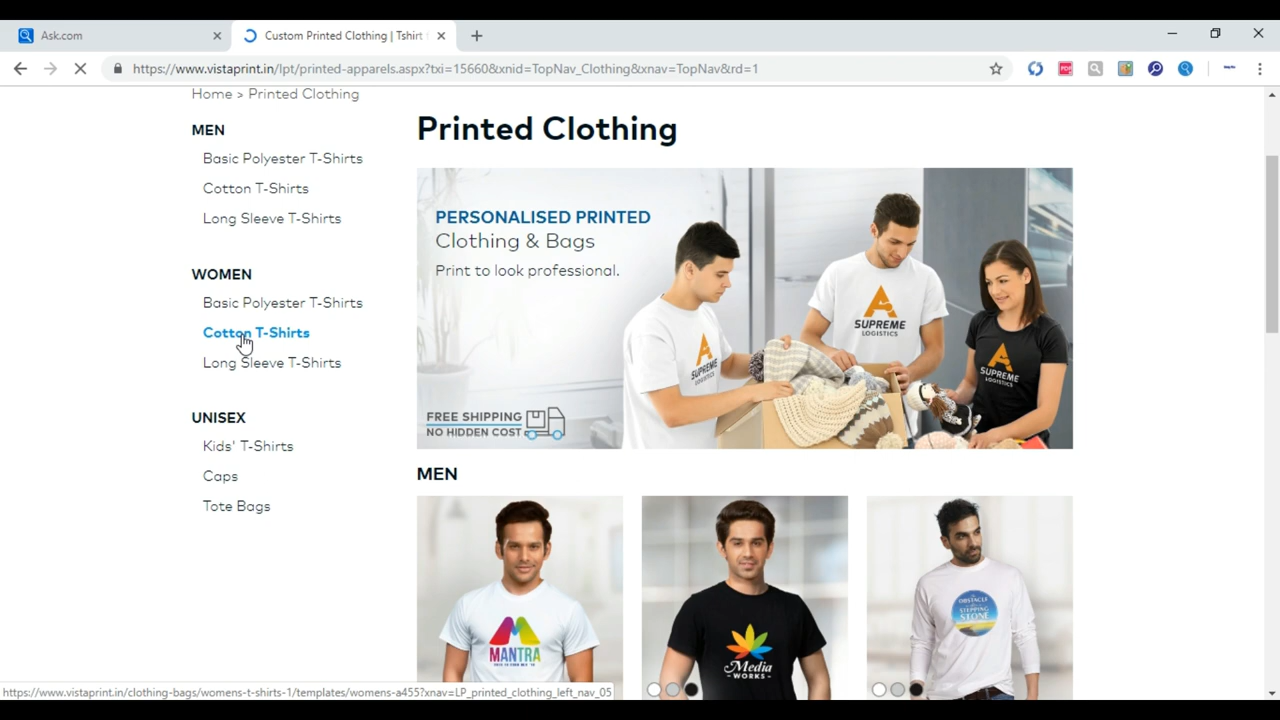 Ask.com
Custom Printed Clothing | Tshirt
https://www.vistaprint.in/lpt/printed-apparels.aspx?txi=15660&xnid=TopNav_Clothing&xnav=TopNav&rd=1
Home > Printed Clothing
MEN
Basic Polyester T-Shirts
Cotton T-Shirts
Long Sleeve T-Shirts
WOMEN
Basic Polyester T-Shirts
Cotton T-Shirts
Long Sleeve T-Shirts
UNISEX
Kids' T-Shirts
Caps
Tote Bags
Printed Clothing
PERSONALISED PRINTED
Clothing & Bags
Print to look professional.
FREE SHIPPING
NO HIDDEN COST
SUPREME
LOGISTICS
SUPREME
LOGISTICS
SUPREME
LOGISTICS
MEN
MANTRA
Media
WORKS
OBSTACLE
STEPPING
STONE
https://www.vistaprint.in/clothing-bags/womens-t-shirts-1/templates/womens-a455?xnav=LP_printed_clothing_left_nav_05